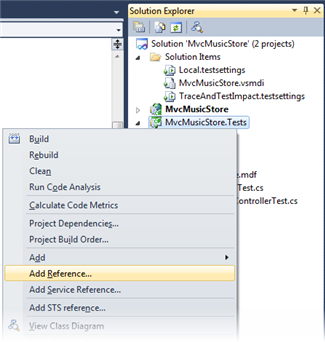 Solution Explorer
Solution 'MvcMusicStore' (2 projects)
Solution Items
Local.testsettings
MvcMusicStore.vsmdi
TraceAndTestImpact.testsettings
MvcMusicStore
MvcMusicStore.Tests
e.mdf
.cs
ontrollerTest.cs
Build
Rebuild
Clean
Run Code Analysis
Calculate Code Metrics
Project Dependencies...
Project Build Order...
Add
Add Reference...
Add Service Reference...
Add STS reference...
View Class Diagram